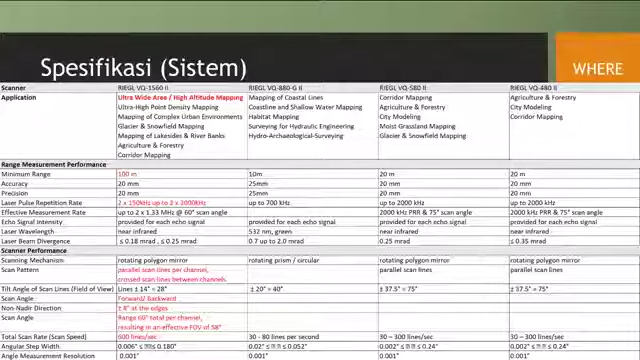 Spesifikasi (Sistem)
WHERE
Scanner RIEGL VQ-1560 II RIEGL VQ-880-G II RIEGL VQ-580 II RIEGL VQ-480 II
Application Ultra Wide Area / High Altitude Mapping Mapping of Coastal Lines Corridor Mapping Agriculture & Forestry
Ultra-High Point Density Mapping Coastline and Shallow Water Mapping Agriculture & Forestry City Modeling
Mapping of Complex Urban Environments Habitat Mapping City Modeling Corridor Mapping
Glacier & Snowfield Mapping Surveying for Hydraulic Engineering Moist Grassland Mapping
Mapping of Lakesides & River Banks Hydro-Archaeological-Surveying Glacier & Snowfield Mapping
Agriculture & Forestry
Corridor Mapping
Range Measurement Performance
Minimum Range 100 m 10m 20 m 20 m
Accuracy 20 mm 25mm 20 mm 20 mm
Precision 20 mm 25mm 20 mm 20 mm
Laser Pulse Repetition Rate 2 x 150kHz up to 2 x 2000kHz up to 700 kHz up to 2000 kHz up to 2000 kHz
Effective Measurement Rate up to 2 x 1.33 MHz @ 60° scan angle 2000 kHz PRR & 75° scan angle 2000 kHz PRR & 75° scan angle
Echo Signal Intensity provided for each echo signal provided for each echo signal provided for each echo signal provided for each echo signal
Laser Wavelength near infrared 532 nm, green near infrared near infrared
Laser Beam Divergence ≤ 0.18 mrad , ≤ 0.25 mrad 0.7 up to 2.0 mrad 0.25 mrad ≤ 0.35 mrad
Scanner Performance
Scanning Mechanism rotating polygon mirror rotating prism / circular rotating polygon mirror rotating polygon mirror
Scan Pattern parallel scan lines per channel, parallel scan lines parallel scan lines
crossed scan lines between channels
Tilt Angle of Scan Lines (Field of View) Lines ± 14° = 28° ± 20° = 40° ± 37.5° = 75° ± 37.5° = 75°
Scan Angle Forward/ Backward
Non-Nadir Direction ± 8° at the edges
Scan Angle Range 60° total per channel,
resulting in an effective FOV of 58°
Total Scan Rate (Scan Speed) 600 lines/sec 30 - 80 lines per second 30 – 300 lines/sec 30 – 300 lines/sec
Angular Step Width 0.006° ≤ ≤ 0.180° 0.02° ≤ ≤ 0.052° 0.002° ≤ ≤ 0.24° 0.002° ≤ ≤ 0.24°
Angle Measurement Resolution 0.001° 0.001° 0.001° 0.001°